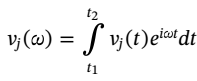 v_j(ω) = ∫_{t_1}^{t_2} v_j(t)e^{iωt}dt